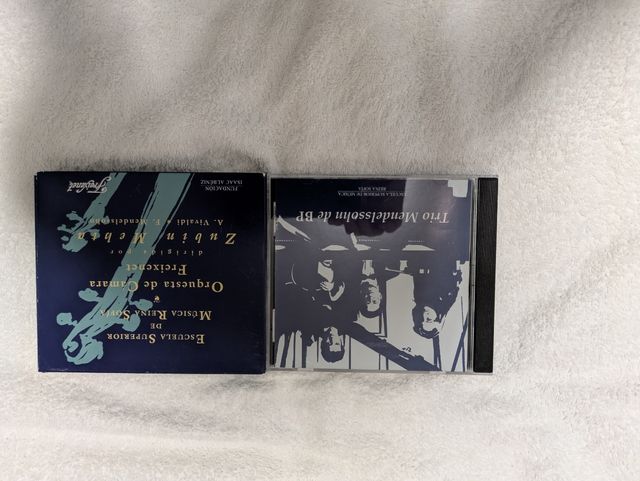 ESCUELA SUPERIOR
DE
MÚSICA REINA SOFÍA
Orquesta de Cámara
Freixenet
dirigida por
Zubin Mehta
A. Vivaldi & F. Mendelssohn
Freixenet
FUNDACIÓN
ISAAC ALBÉNIZ
Trio Mendelssohn de BP
ESCUELA SUPERIOR DE MÚSICA
REINA SOFÍA